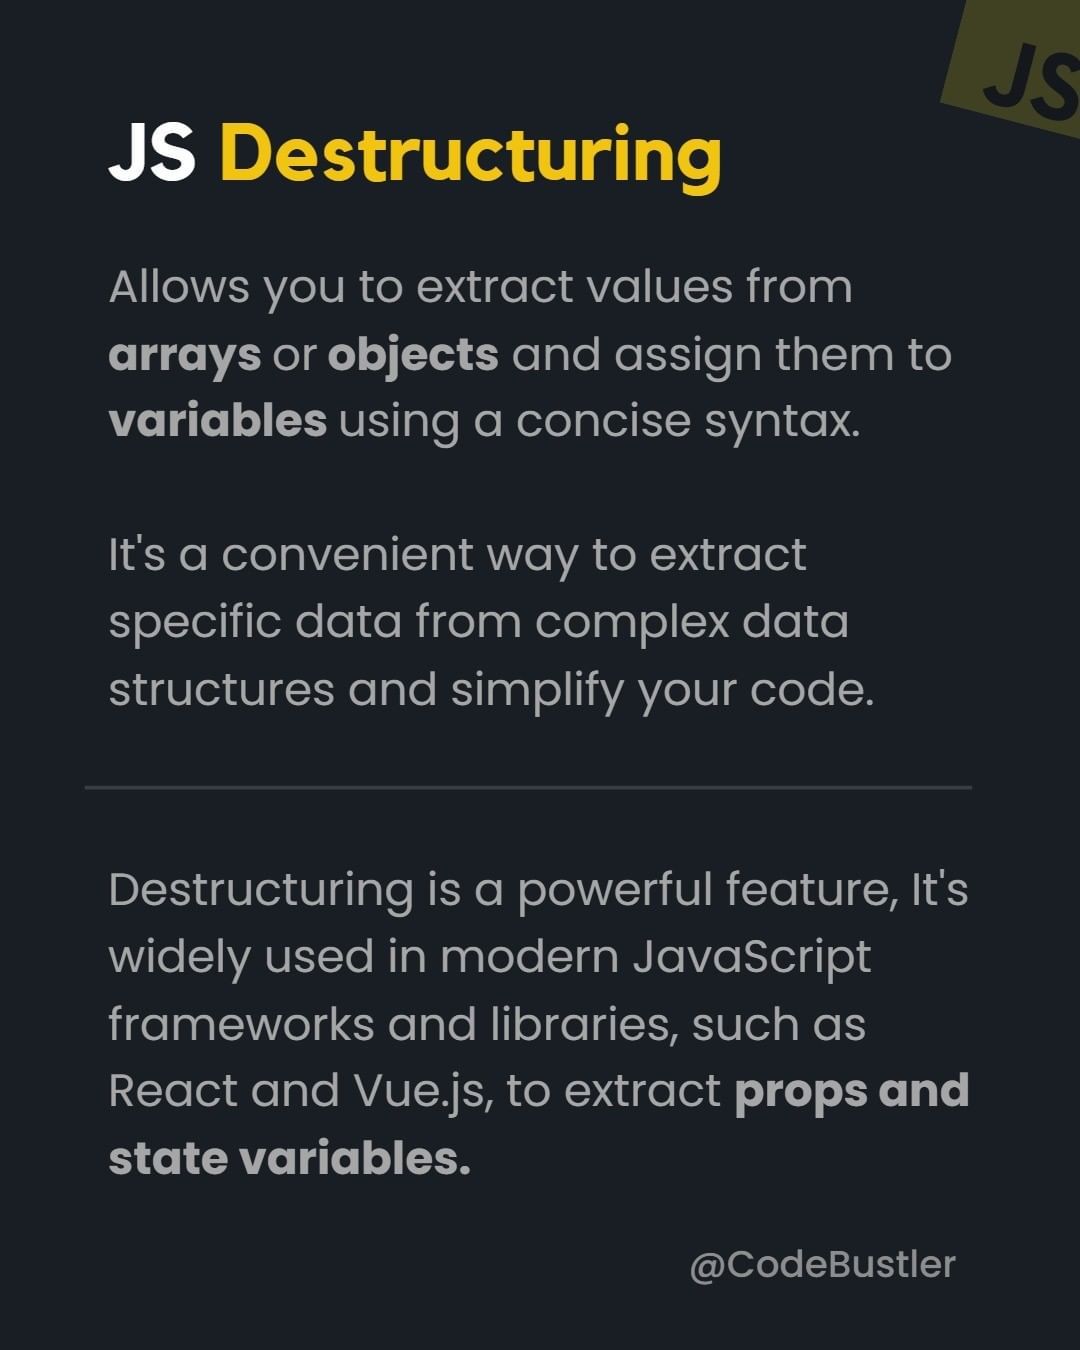 JS
JS Destructuring
Allows you to extract values from
arrays or objects and assign them to
variables using a concise syntax.
It's a convenient way to extract
specific data from complex data
structures and simplify your code.
Destructuring is a powerful feature, It's
widely used in modern JavaScript
frameworks and libraries, such as
React and Vue.js, to extract props and
state variables.
@CodeBustler